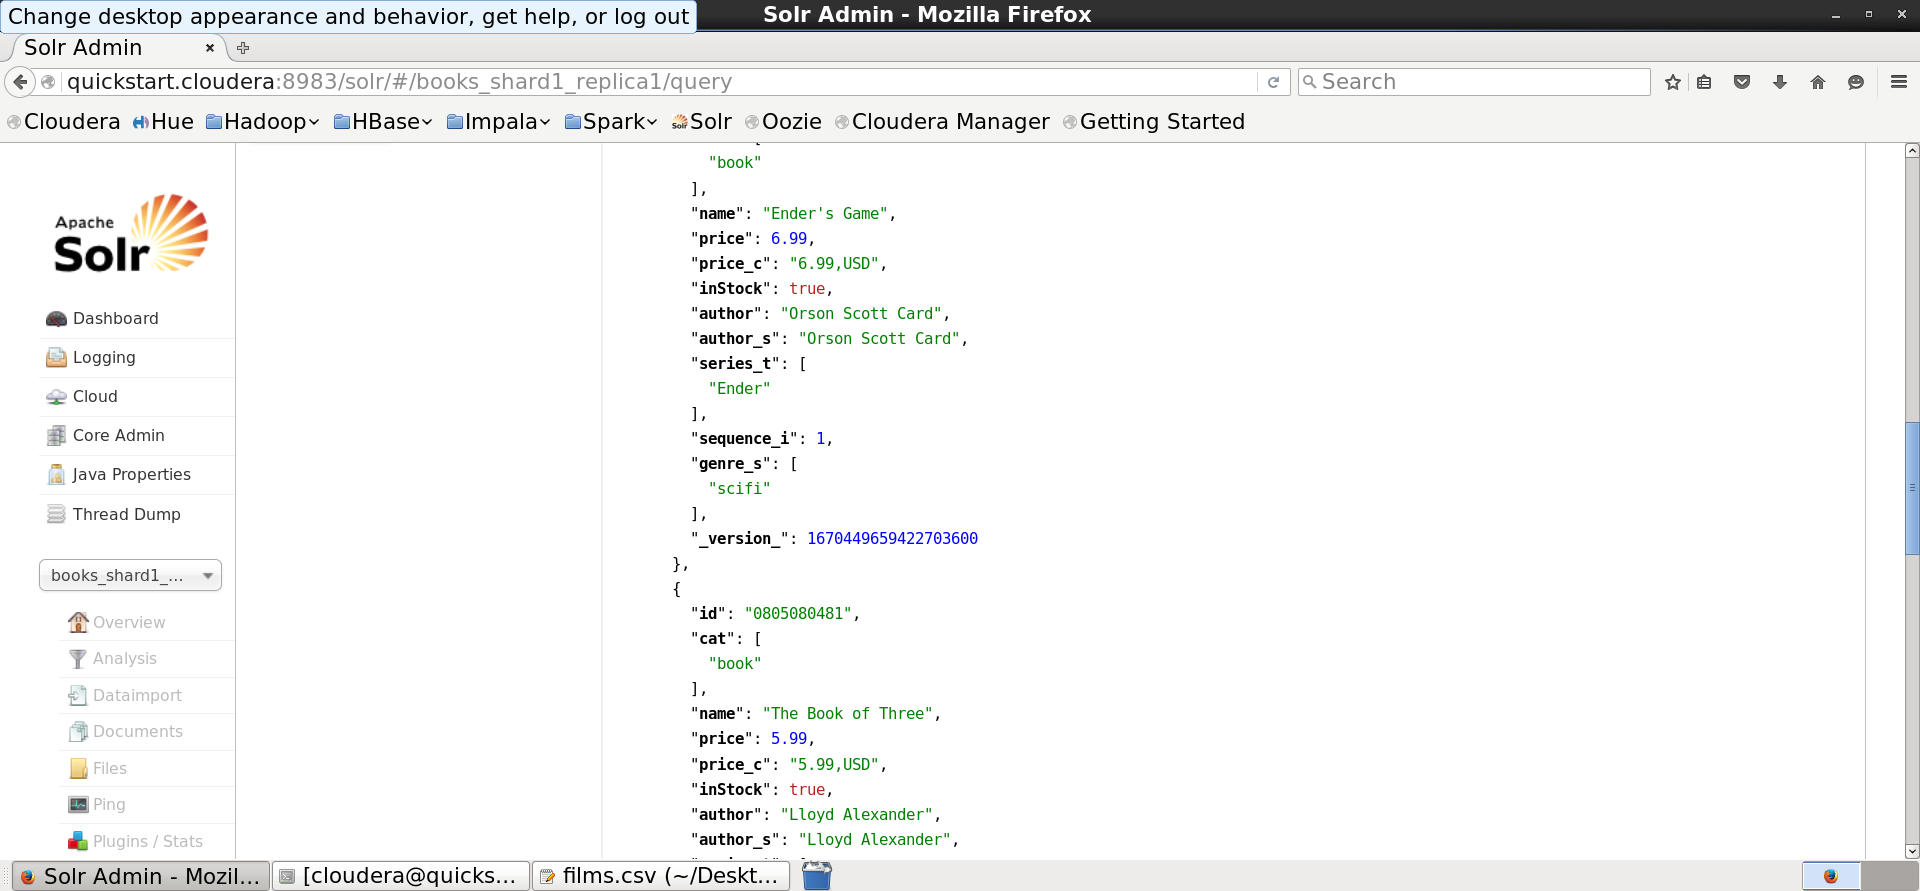 Change desktop appearance and behavior, get help, or log out
Solr Admin - Mozilla Firefox
Solr Admin
quickstart.cloudera:8983/solr/#/books_shard1_replica1/query
Search
Cloudera Hue Hadoop HBase Impala Spark Solr Oozie Cloudera Manager Getting Started
Apache
Solr
Dashboard
Logging
Cloud
Core Admin
Java Properties
Thread Dump
books_shard1_...
Overview
Analysis
Dataimport
Documents
Files
Ping
Plugins / Stats
"book"
],
"name": "Ender's Game",
"price": 6.99,
"price_c": "6.99,USD",
"inStock": true,
"author": "Orson Scott Card",
"author_s": "Orson Scott Card",
"series_t": [
"Ender"
],
"sequence_i": 1,
"genre_s": [
"scifi"
],
"_version_": 1670449659422703600
},
{
"id": "0805080481",
"cat": [
"book"
],
"name": "The Book of Three",
"price": 5.99,
"price_c": "5.99,USD",
"inStock": true,
"author": "Lloyd Alexander",
"author_s": "Lloyd Alexander",
Solr Admin - Mozil...
[cloudera@quicks...
films.csv (~/Deskt...